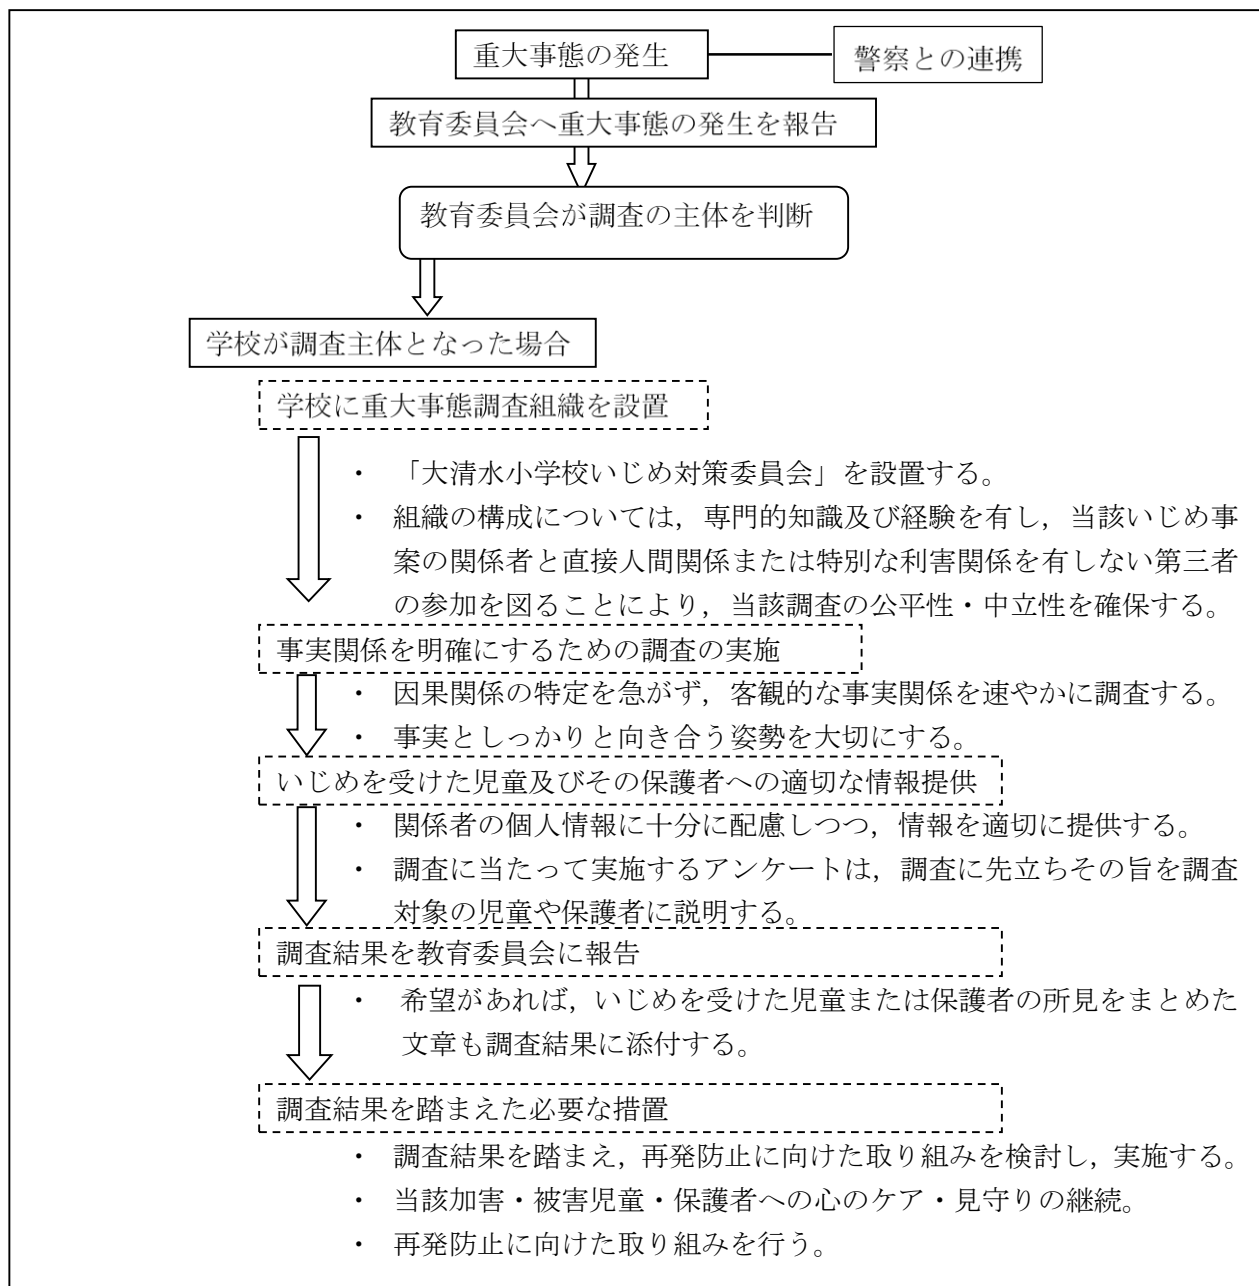 重大事態の発生
警察との連携
教育委員会へ重大事態の発生を報告
教育委員会が調査の主体を判断
学校が調査主体となった場合
学校に重大事態調査組織を設置
・ 「大清水小学校いじめ対策委員会」を設置する。
・ 組織の構成については，専門的知識及び経験を有し，当該いじめ事
案の関係者と直接人間関係または特別な利害関係を有しない第三者
の参加を図ることにより，当該調査の公平性・中立性を確保する。
事実関係を明確にするための調査の実施
・ 因果関係の特定を急がず，客観的な事実関係を速やかに調査する。
・ 事実としっかりと向き合う姿勢を大切にする。
いじめを受けた児童及びその保護者への適切な情報提供
・ 関係者の個人情報に十分に配慮しつつ，情報を適切に提供する。
・ 調査に当たって実施するアンケートは，調査に先立ちその旨を調査
対象の児童や保護者に説明する。
調査結果を教育委員会に報告
・ 希望があれば，いじめを受けた児童または保護者の所見をまとめた
文章も調査結果に添付する。
調査結果を踏まえた必要な措置
・ 調査結果を踏まえ，再発防止に向けた取り組みを検討し，実施する。
・ 当該加害・被害児童・保護者への心のケア・見守りの継続。
・ 再発防止に向けた取り組みを行う。